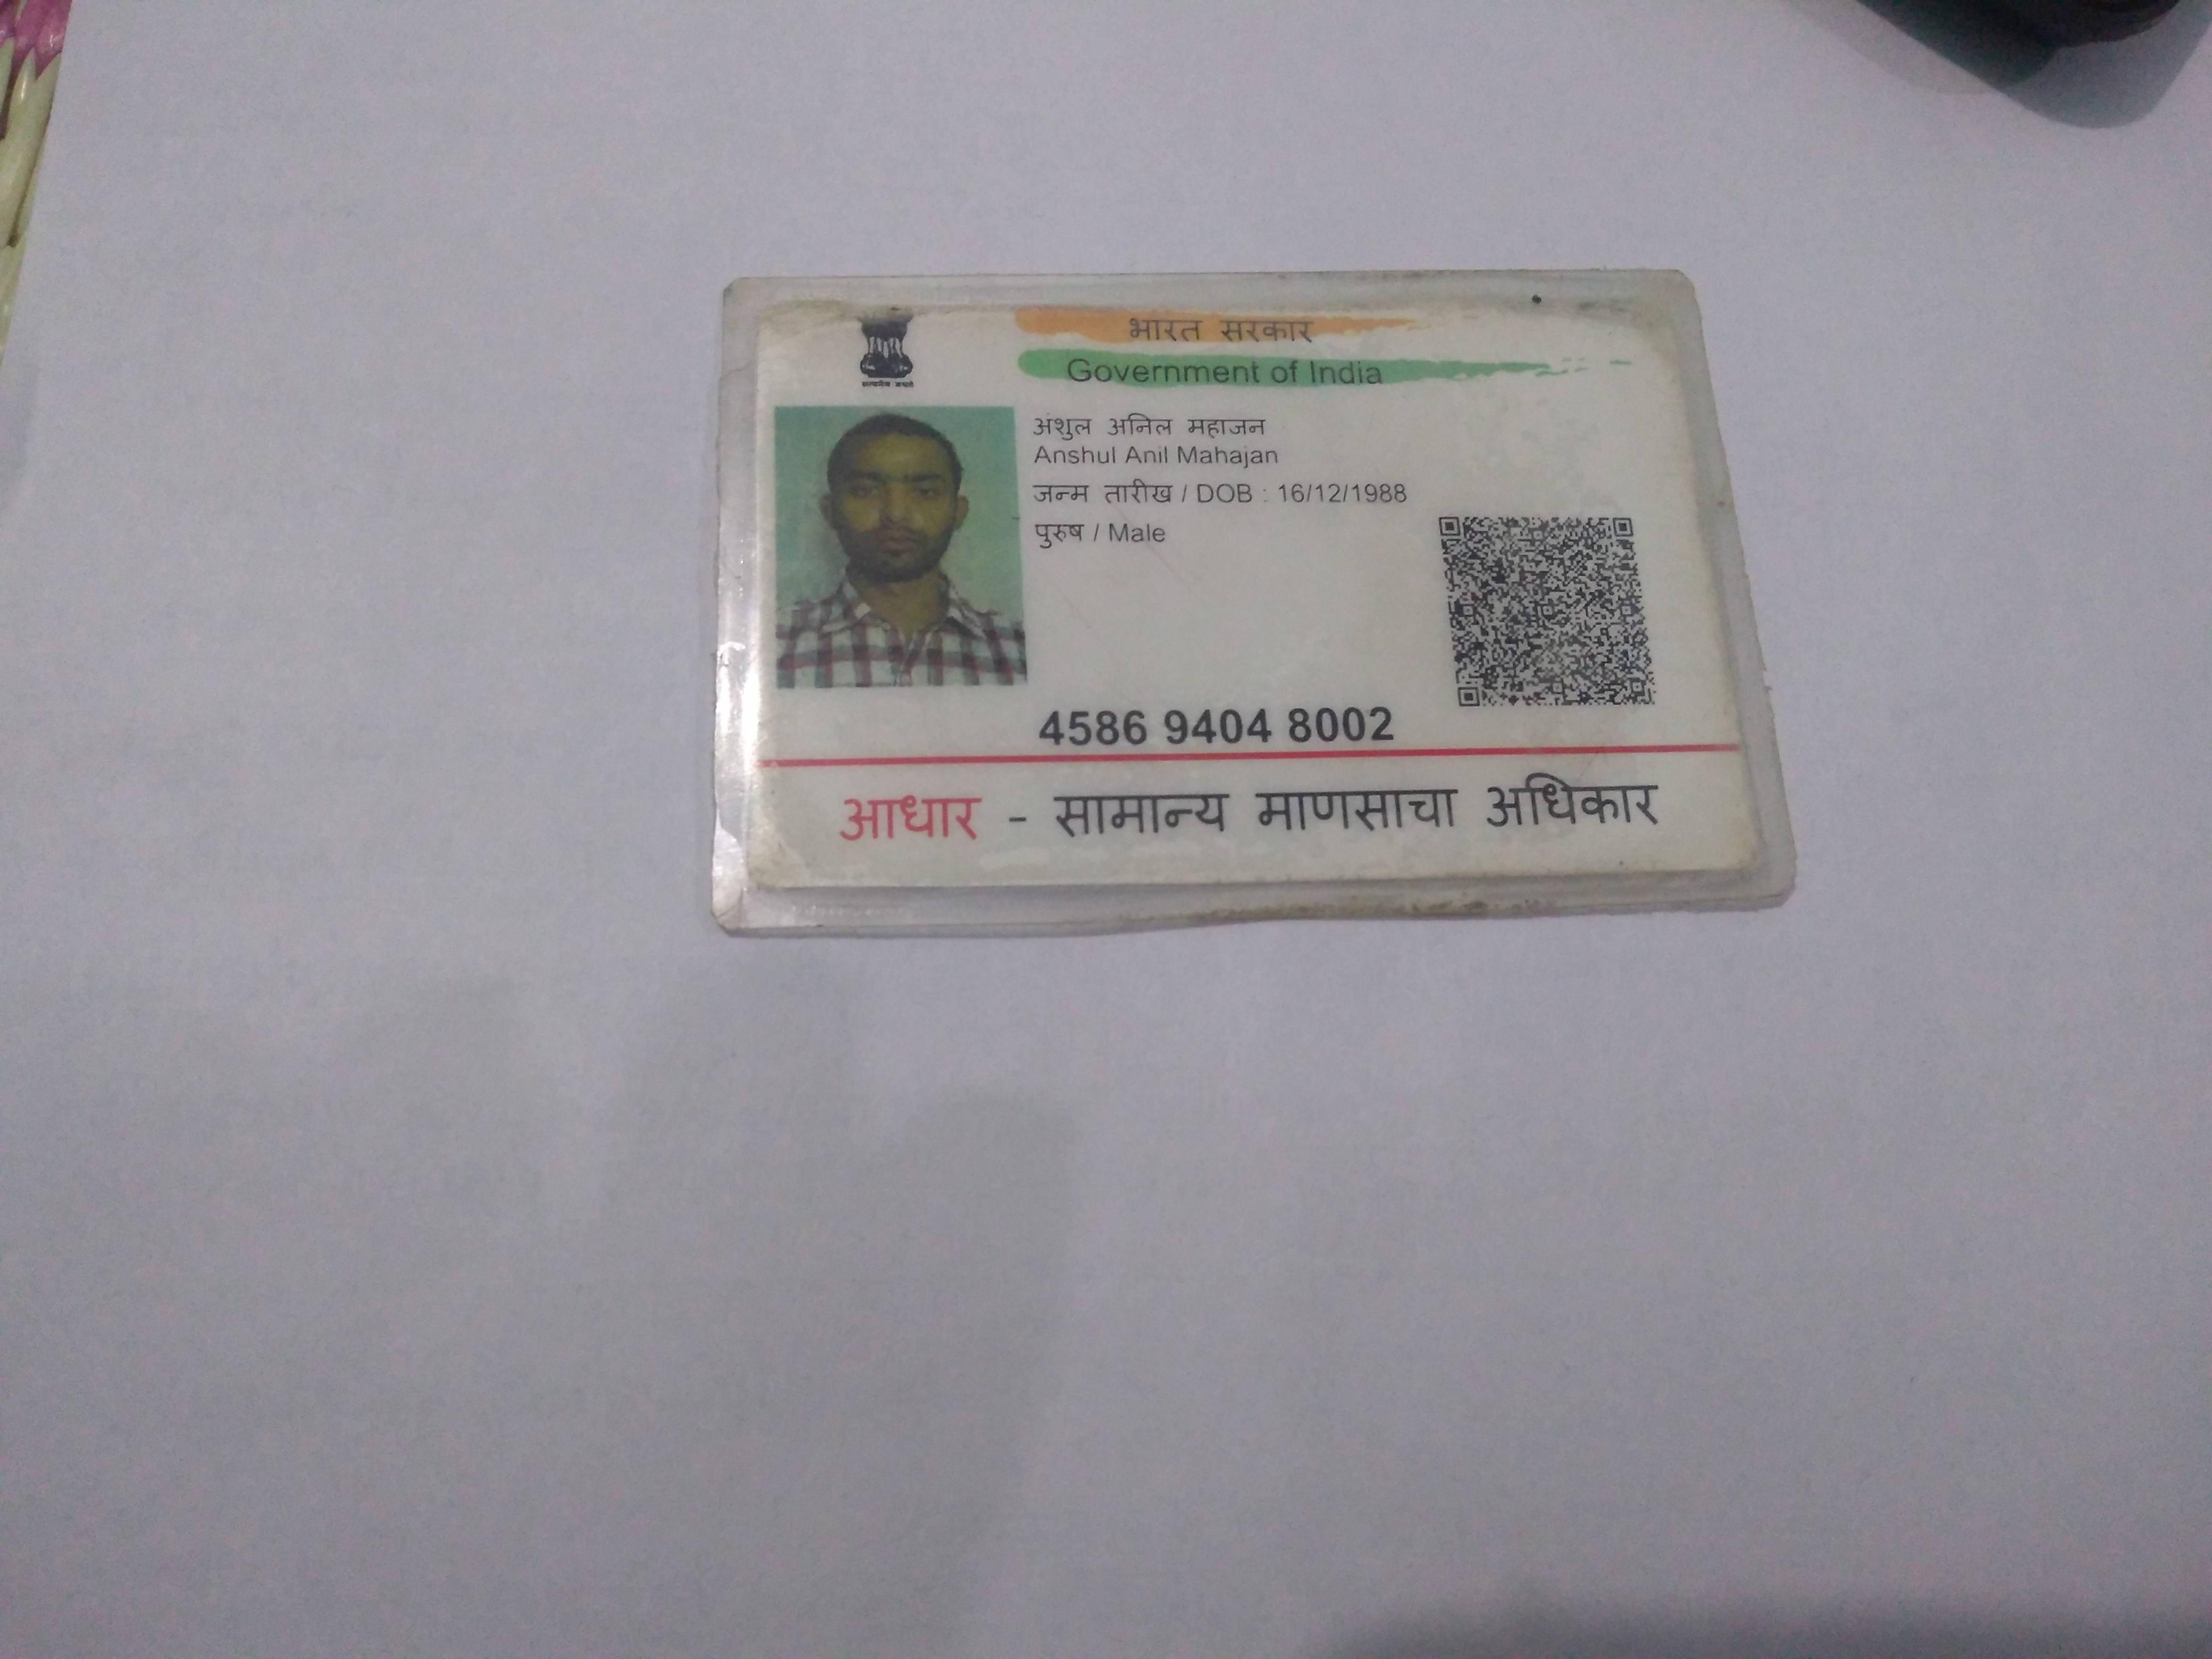 भारत सरकार
Government of India
सत्यमेव जयते
अंशुल अनिल महाजन
Anshul Anil Mahajan
जन्म तारीख / DOB : 16/12/1988
पुरुष / Male
4586 9404 8002
आधार - सामान्य माणसाचा अधिकार